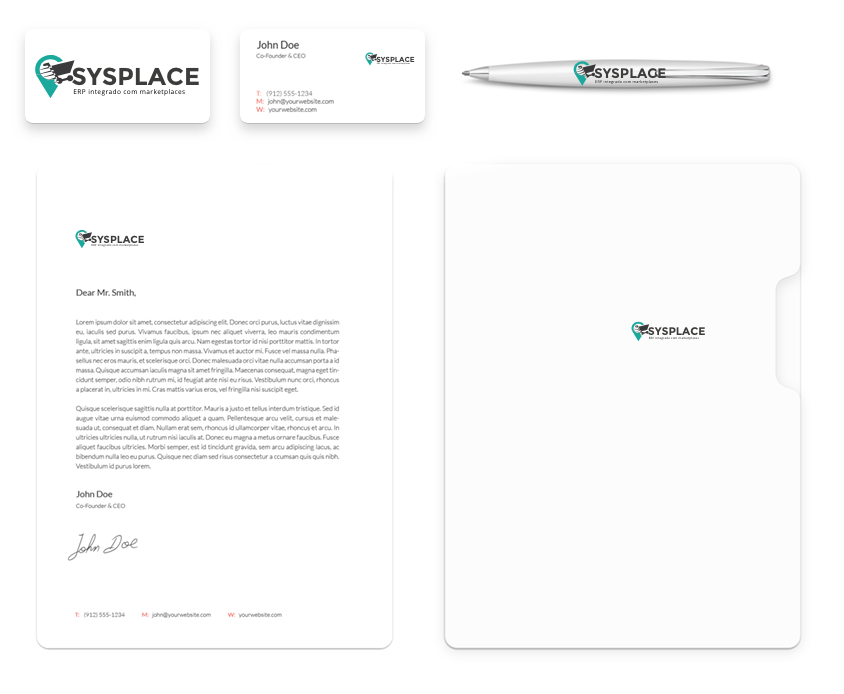 SYSPLACE
ERP integrado com marketplaces
John Doe
Co-Founder & CEO
SYSPLACE
T: (912) 555-1234
M: john@yourwebsite.com
W: yourwebsite.com
SYSPLACE
ERP integrado com marketplaces
SYSPLACE
ERP integrado com marketplaces
Dear Mr. Smith,
Lorem ipsum dolor sit amet, consectetur adipiscing elit. Donec orci purus, luctus vitae dignissim
eu, iaculis sed purus. Vivamus faucibus, ipsum nec aliquet viverra, leo mauris condimentum
ligula, sit amet sagittis enim ligula quis arcu. Nam egestas tortor id nisi porttitor mattis. In tortor
ante, ultricies in suscipit a, tempus non massa. Vivamus et auctor mi. Fusce vel massa nulla. Pha-
sellus nec eros mauris, et scelerisque orci. Donec malesuada orci vitae nulla accumsan porta a id
massa. Quisque accumsan iaculis magna sit amet fringilla. Maecenas consequat, magna eget tin-
cidunt semper, odio nibh rutrum mi, id feugiat ante nisi eu risus. Vestibulum nunc orci, rhoncus
a placerat in, ultricies in mi. Cras mattis varius eros, vel fringilla nisi suscipit eget.
Quisque scelerisque sagittis nulla at porttitor. Mauris a justo et tellus interdum tristique. Sed id
augue vitae urna euismod commodo aliquet a quam. Pellentesque arcu velit, cursus et male-
suada ut, consequat et diam. Nullam erat sem, rhoncus id ullamcorper vitae, rhoncus et arcu. In
ultricies ultricies nulla, ut rutrum nisi iaculis at. Donec eu magna a metus ornare faucibus. Fusce
aliquet faucibus ultricies. Morbi semper, est id tincidunt gravida, sem arcu adipiscing lacus, ac
bibendum nulla leo eu purus. Quisque nec diam sed risus consectetur a ccumsan quis quis nibh.
Vestibulum id purus lorem.
John Doe
Co-Founder & CEO
John Doe
T: (912) 555-1234 M: john@yourwebsite.com W: yourwebsite.com
SYSPLACE
ERP integrado com marketplaces